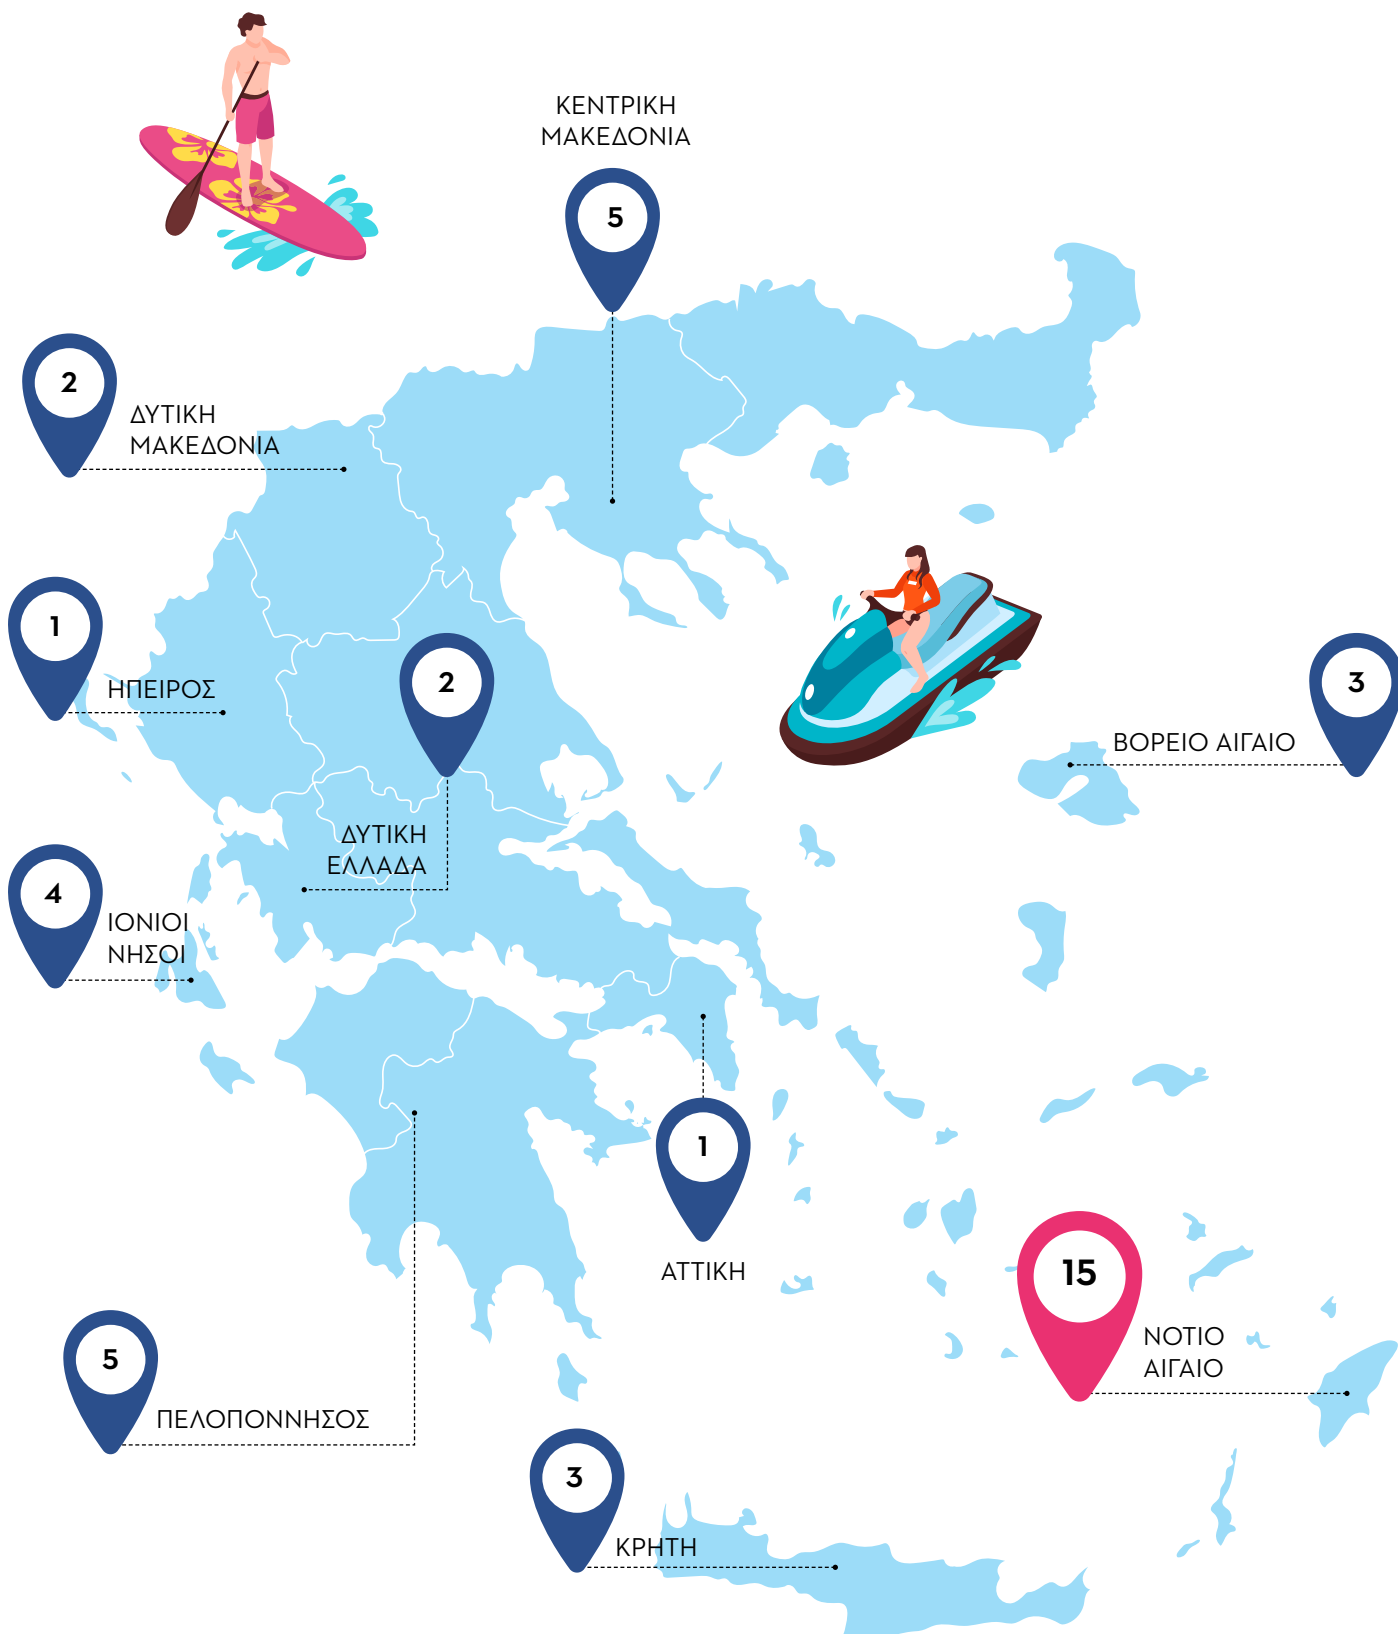 ΚΕΝΤΡΙΚΗ
ΜΑΚΕΔΟΝΙΑ
5
2
ΔΥΤΙΚΗ
ΜΑΚΕΔΟΝΙΑ
1
ΗΠΕΙΡΟΣ
2
ΔΥΤΙΚΗ
ΕΛΛΑΔΑ
3
ΒΟΡΕΙΟ ΑΙΓΑΙΟ
4
ΙΟΝΙΟΙ
ΝΗΣΟΙ
1
ΑΤΤΙΚΗ
15
ΝΟΤΙΟ
ΑΙΓΑΙΟ
5
ΠΕΛΟΠΟΝΝΗΣΟΣ
3
ΚΡΗΤΗ